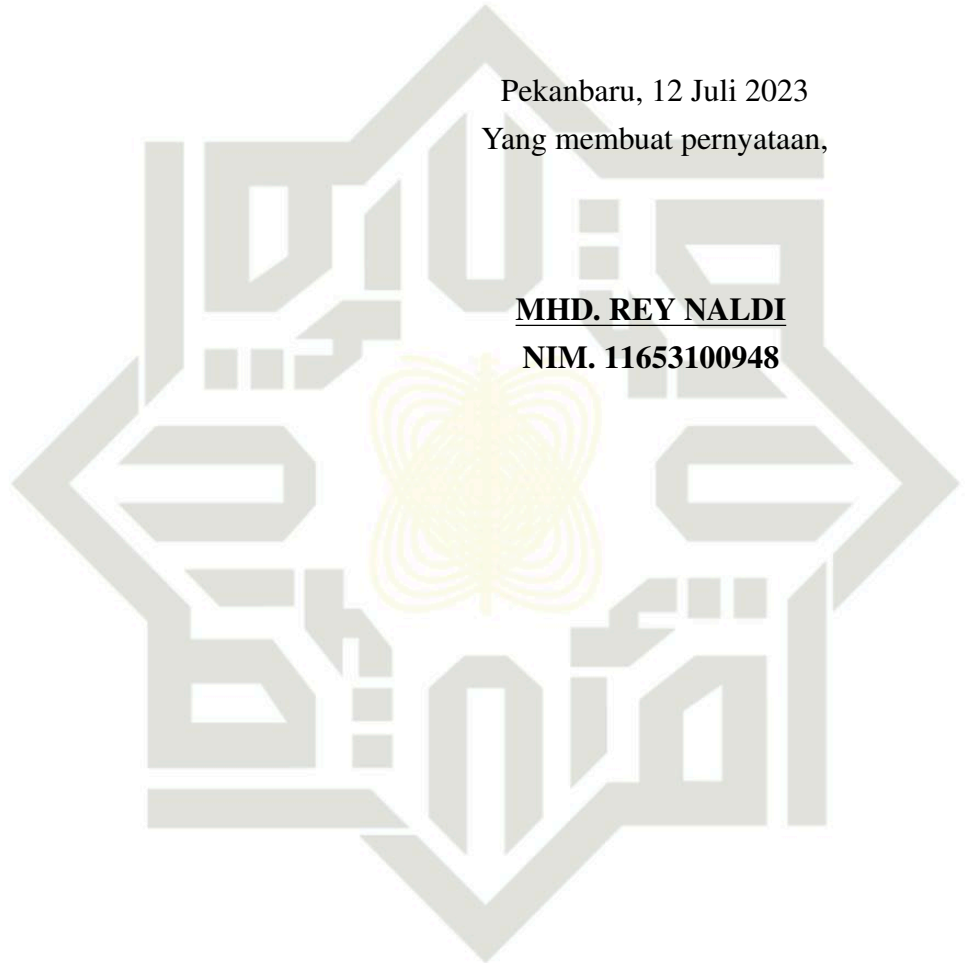 Pekanbaru, 12 Juli 2023
Yang membuat pernyataan,
MHD. REY NALDI
NIM. 11653100948